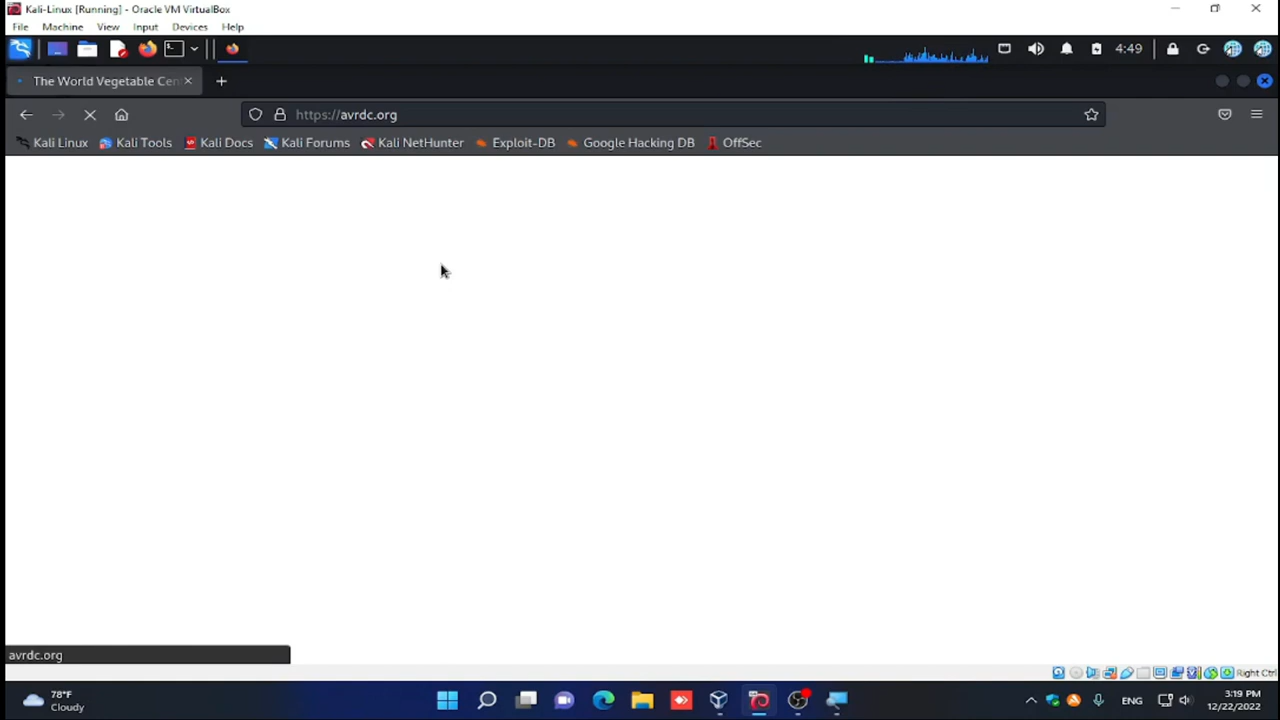 Kali-Linux [Running] - Oracle VM VirtualBox
File Machine View Input Devices Help
4:49
The World Vegetable Cen
https://avrdc.org
Kali Linux Kali Tools Kali Docs Kali Forums Kali NetHunter Exploit-DB Google Hacking DB OffSec
avrdc.org
Right Ctrl
78°F
Cloudy
ENG
3:19 PM
12/22/2022